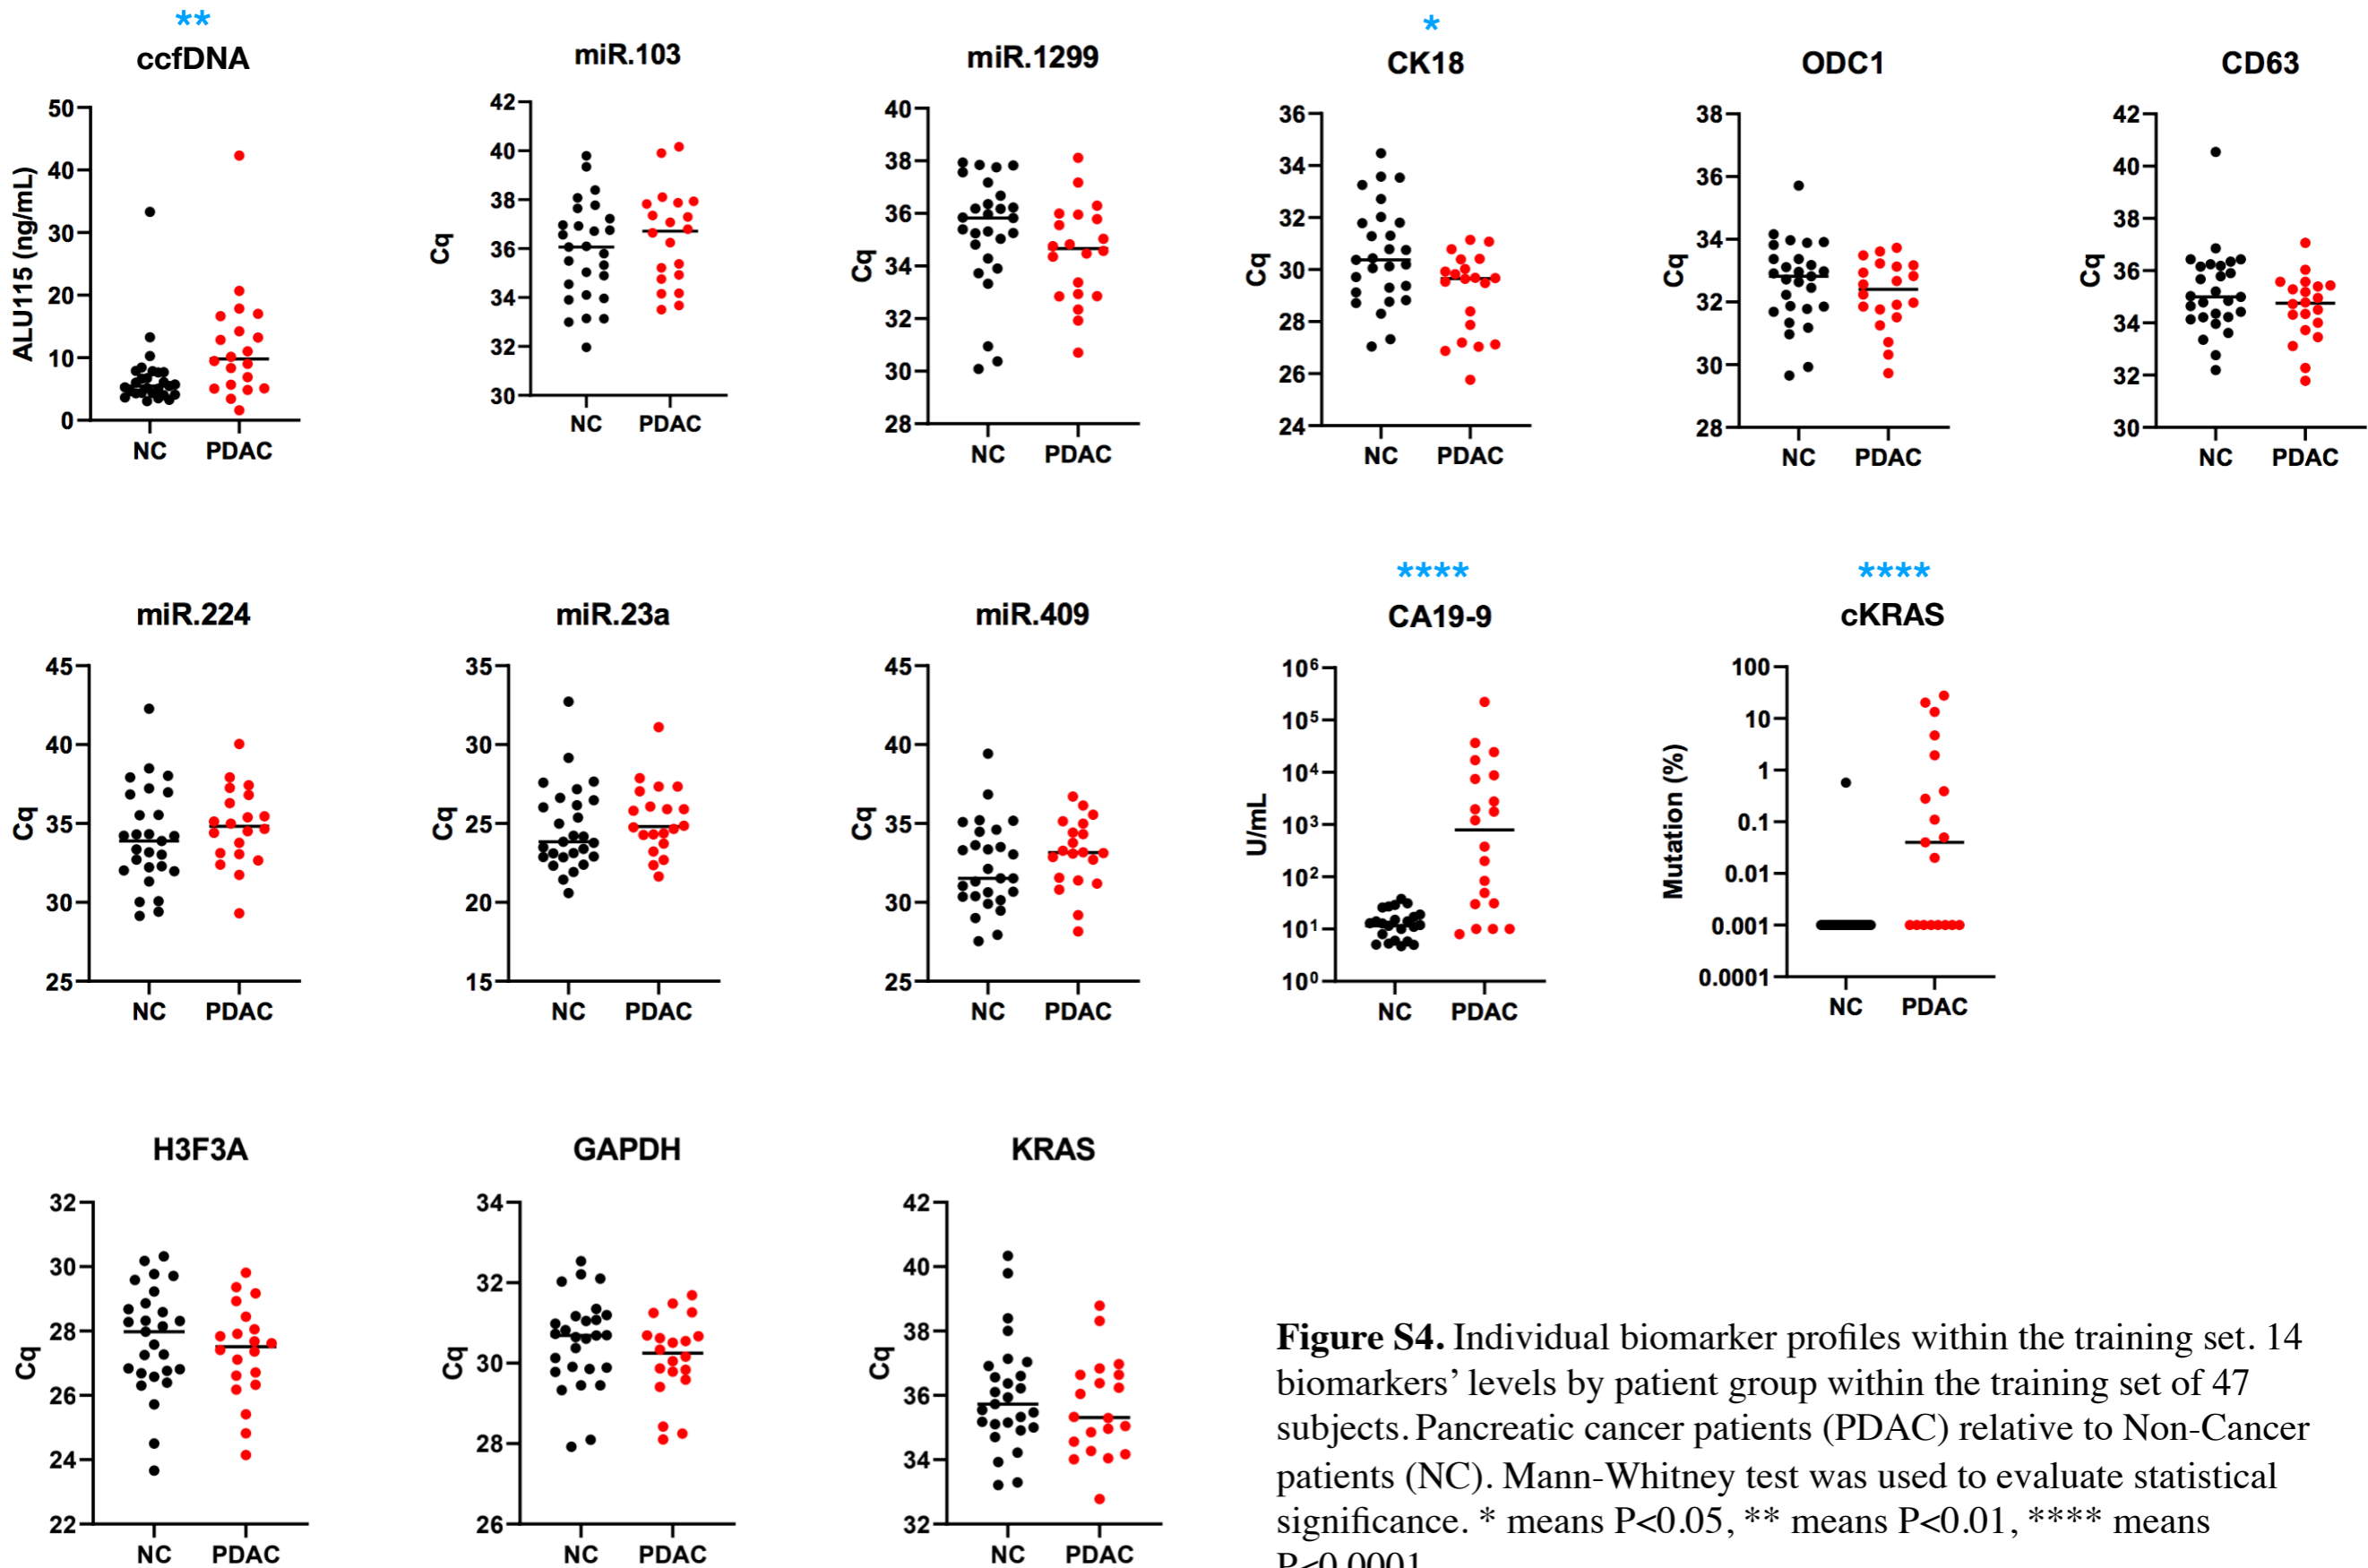 ** * 
ccfDNA miR.103 miR.1299 CK18 ODC1 CD63
ALU115 (ng/mL)
50
40
30
20
10
0
NC PDAC
Cq
42
40
38
36
34
32
30
NC PDAC
Cq
40
38
36
34
32
30
28
NC PDAC
Cq
36
34
32
30
28
26
24
NC PDAC
Cq
38
36
34
32
30
28
NC PDAC
Cq
42
40
38
36
34
32
30
NC PDAC
**** ****
miR.224 miR.23a miR.409 CA19-9 cKRAS
Cq
45
40
35
30
25
NC PDAC
Cq
35
30
25
20
15
NC PDAC
Cq
45
40
35
30
25
NC PDAC
U/mL
10⁶
10⁵
10⁴
10³
10²
10¹
10⁰
NC PDAC
Mutation (%)
100
10
1
0.1
0.01
0.001
0.0001
NC PDAC
H3F3A GAPDH KRAS
Cq
32
30
28
26
24
22
NC PDAC
Cq
34
32
30
28
26
NC PDAC
Cq
42
40
38
36
34
32
NC PDAC
Figure S4. Individual biomarker profiles within the training set. 14
biomarkers’ levels by patient group within the training set of 47
subjects. Pancreatic cancer patients (PDAC) relative to Non-Cancer
patients (NC). Mann-Whitney test was used to evaluate statistical
significance. * means P<0.05, ** means P<0.01, **** means
P<0.0001